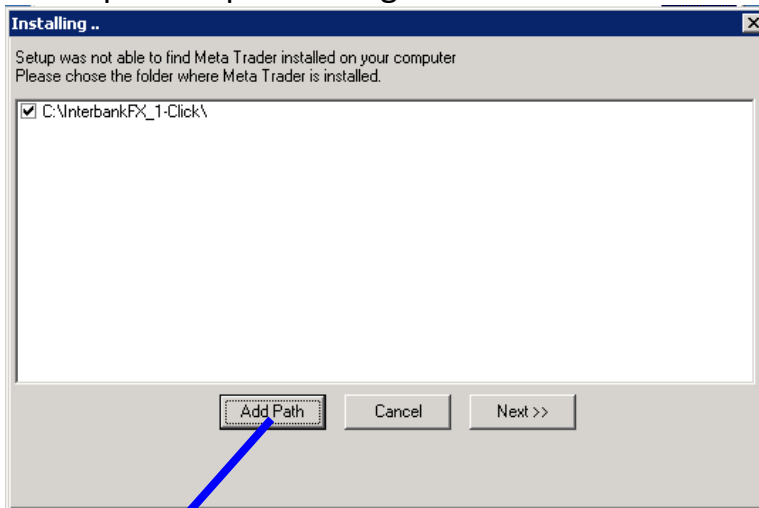 Installing ..
Setup was not able to find Meta Trader installed on your computer
Please chose the folder where Meta Trader is installed.
C:\InterbankFX_1-Click\
Add Path
Cancel
Next >>